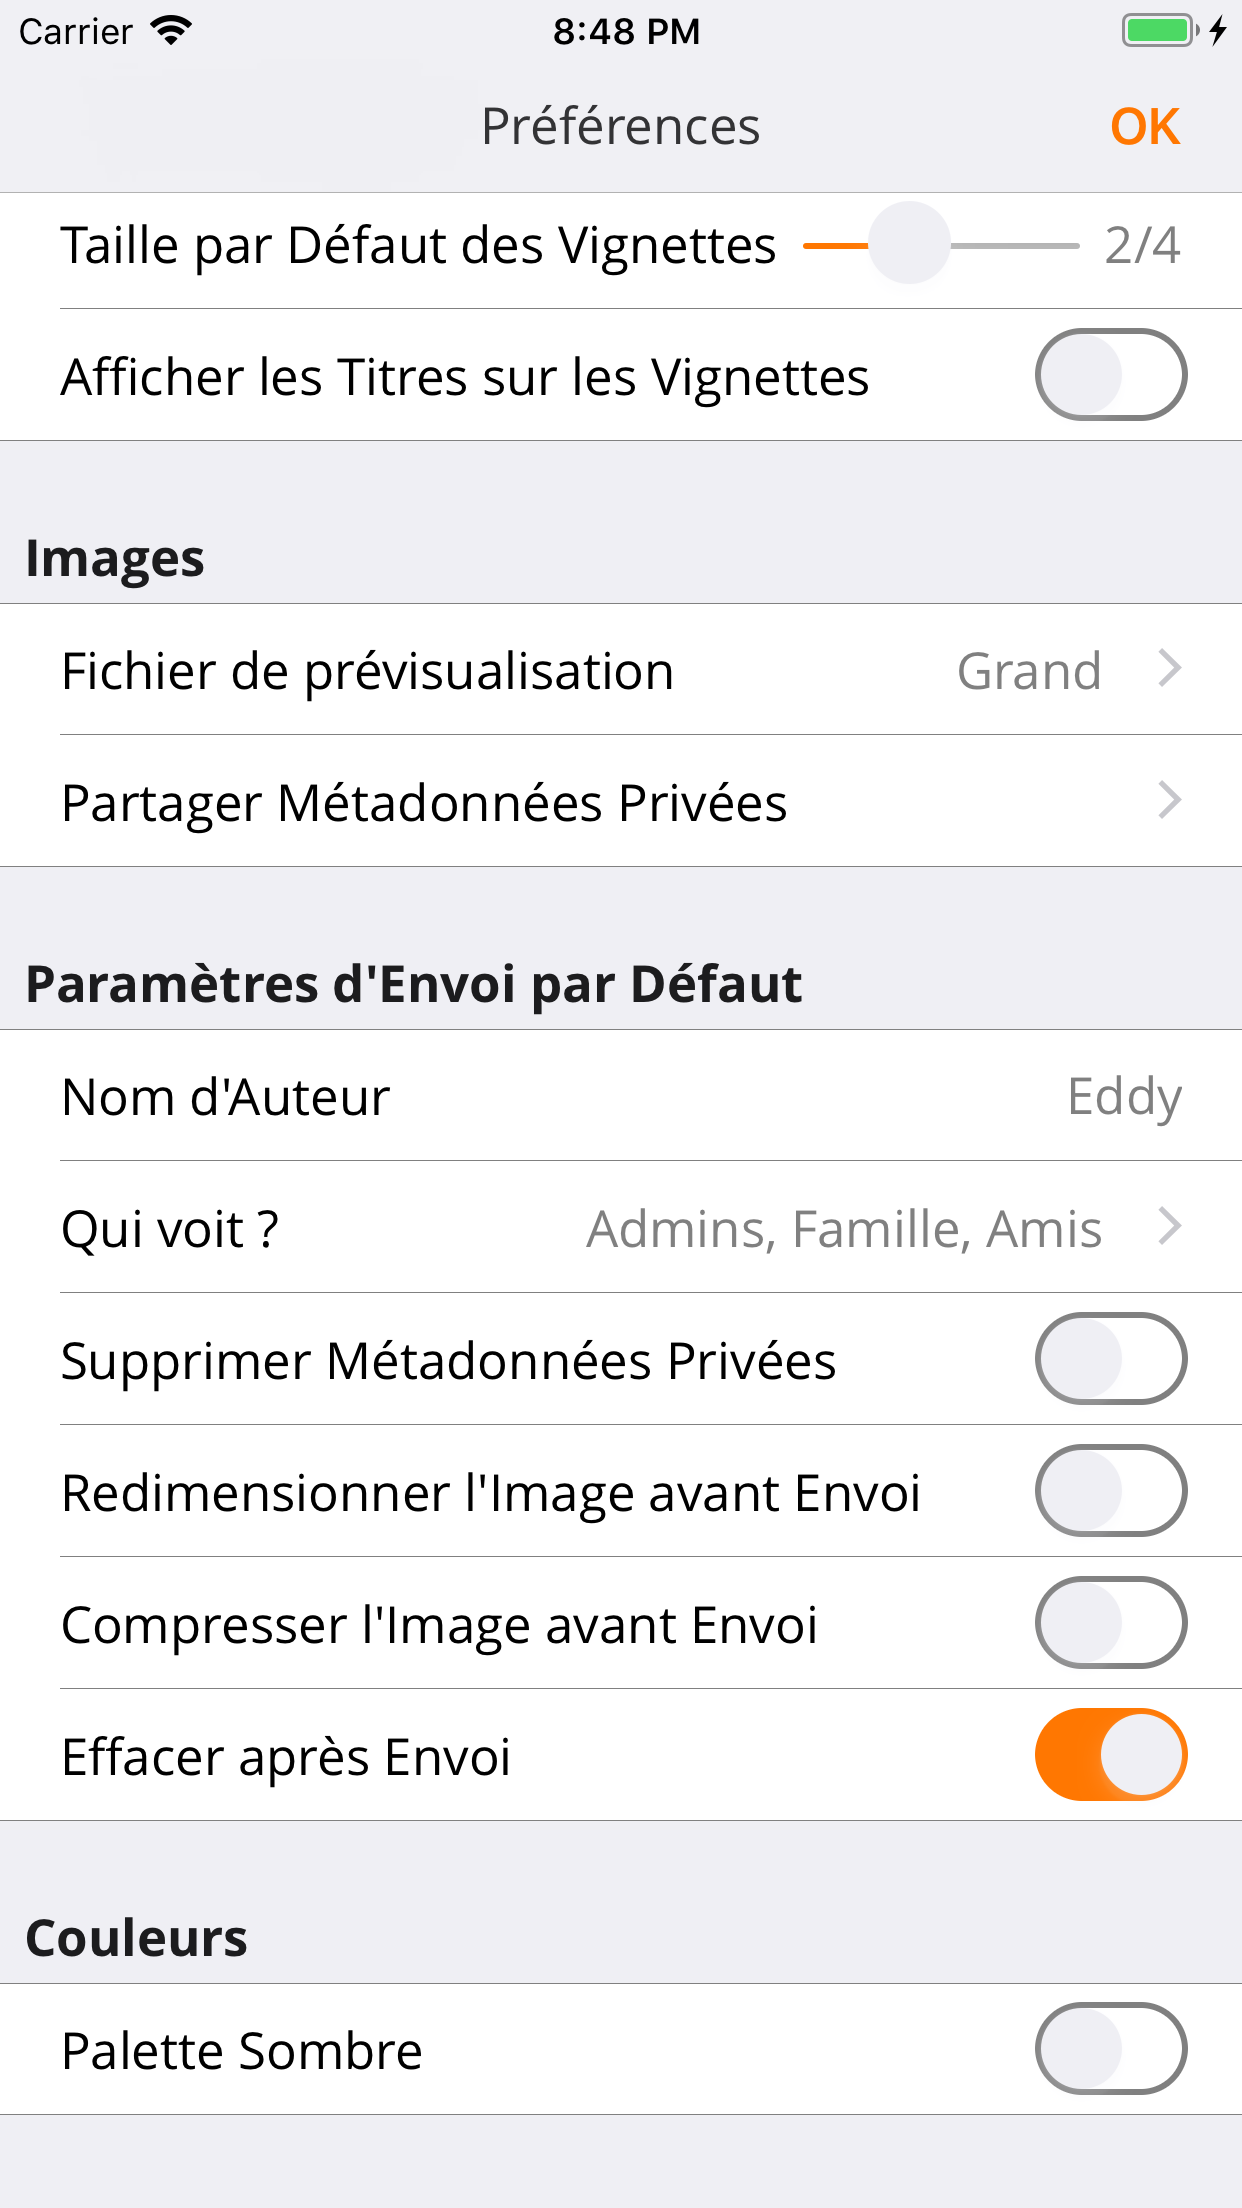 Carrier 8:48 PM
Préférences OK
Taille par Défaut des Vignettes 2/4
Afficher les Titres sur les Vignettes
Images
Fichier de prévisualisation Grand
Partager Métadonnées Privées
Paramètres d'Envoi par Défaut
Nom d'Auteur Eddy
Qui voit ? Admins, Famille, Amis
Supprimer Métadonnées Privées
Redimensionner l'Image avant Envoi
Compresser l'Image avant Envoi
Effacer après Envoi
Couleurs
Palette Sombre